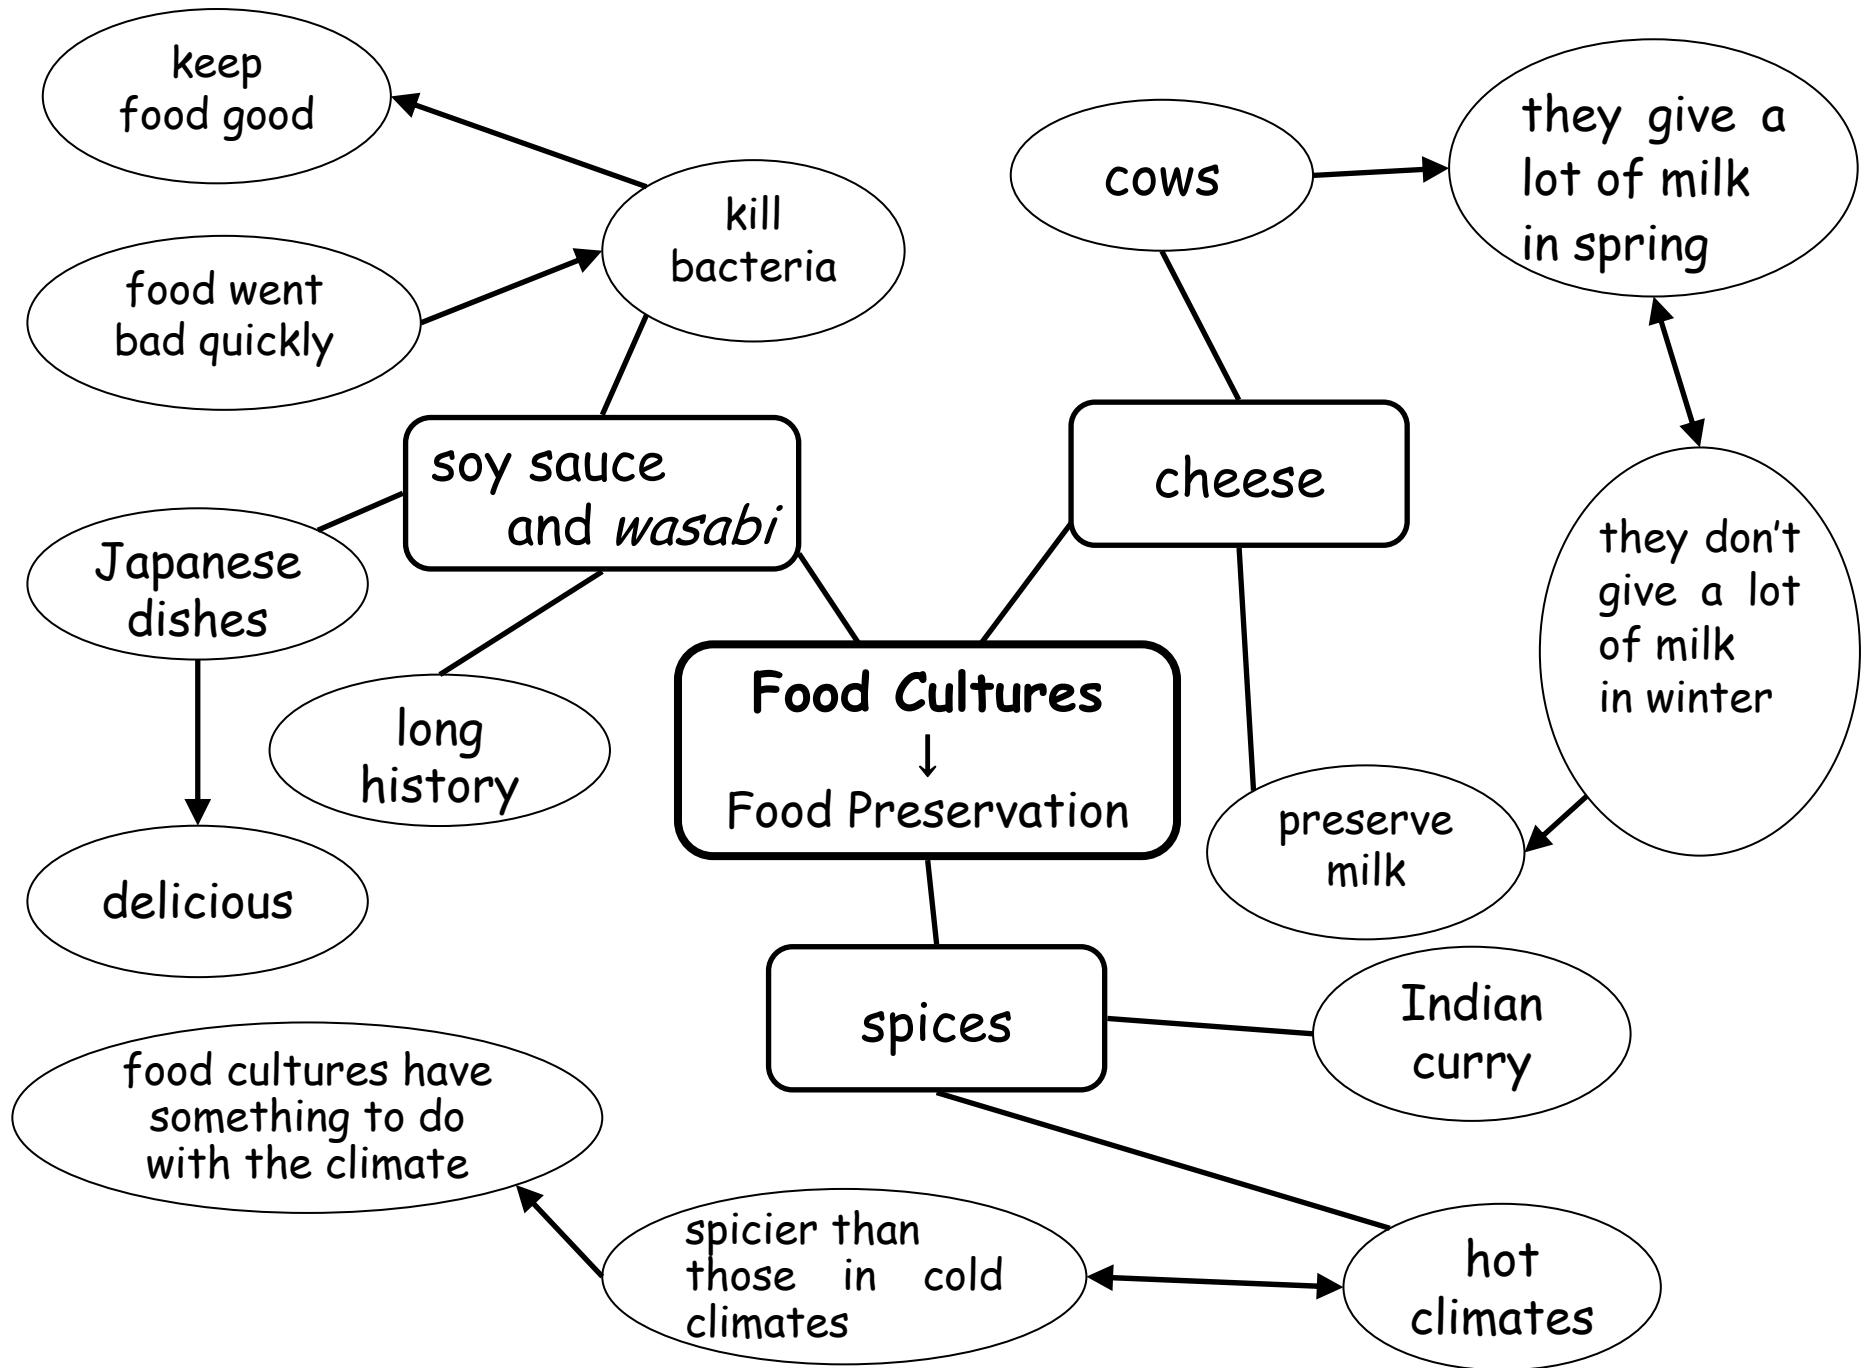 keep
food good
kill
bacteria
food went
bad quickly
cows
they give a
lot of milk
in spring
soy sauce
and wasabi
cheese
they don't
give a lot
of milk
in winter
Japanese
dishes
long
history
delicious
Food Cultures
↓
Food Preservation
preserve
milk
spices
Indian
curry
food cultures have
something to do
with the climate
spicier than
those in cold
climates
hot
climates